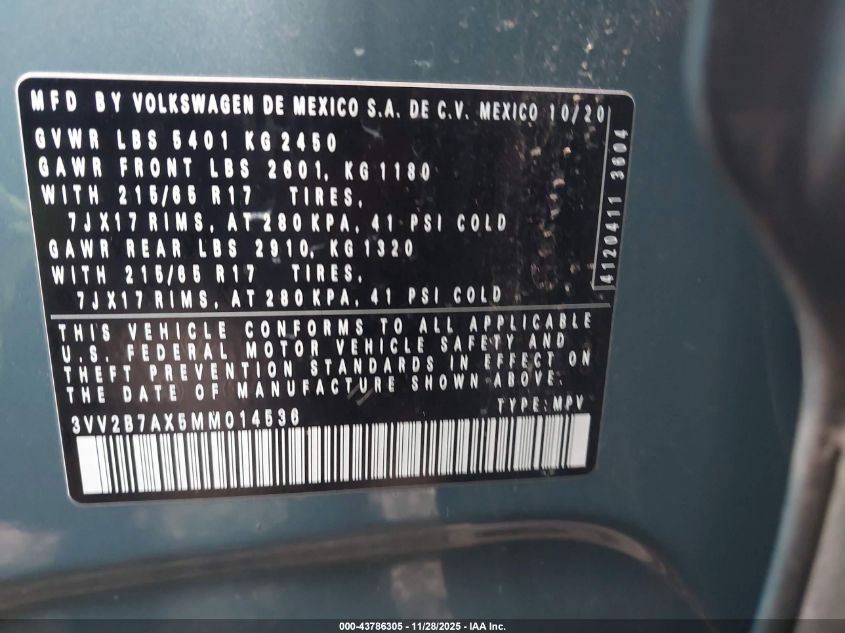 MFD BY VOLKSWAGEN DE MEXICO S.A. DE C.V. MEXICO 10/20
GVWR LBS 5401 KG 2450
GAWR FRONT LBS 2601, KG 1180
WITH 215/65 R17 TIRES,
7JX17 RIMS, AT 280 KPA, 41 PSI COLD
GAWR REAR LBS 2910, KG 1320
WITH 215/65 R17 TIRES,
7JX17 RIMS, AT 280 KPA, 41 PSI COLD
4120411 3604
THIS VEHICLE CONFORMS TO ALL APPLICABLE
U.S. FEDERAL MOTOR VEHICLE SAFETY AND
THEFT PREVENTION STANDARDS IN EFFECT ON
THE DATE OF MANUFACTURE SHOWN ABOVE.
3VV2B7AX5MM014536 TYPE: MPV
000-43786305 - 11/28/2025 - IAA Inc.